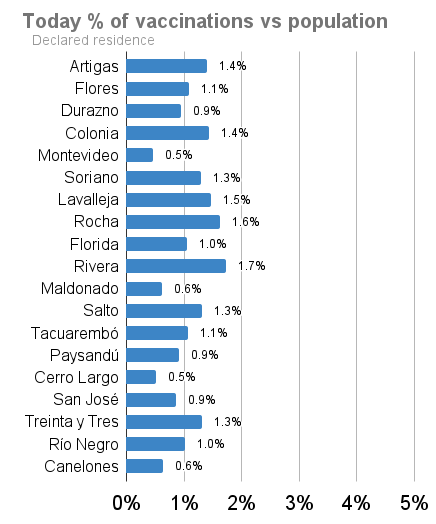 Today % of vaccinations vs population
Declared residence
Artigas 1.4%
Flores 1.1%
Durazno 0.9%
Colonia 1.4%
Montevideo 0.5%
Soriano 1.3%
Lavalleja 1.5%
Rocha 1.6%
Florida 1.0%
Rivera 1.7%
Maldonado 0.6%
Salto 1.3%
Tacuarembó 1.1%
Paysandú 0.9%
Cerro Largo 0.5%
San José 0.9%
Treinta y Tres 1.3%
Río Negro 1.0%
Canelones 0.6%
0% 1% 2% 3% 4% 5%